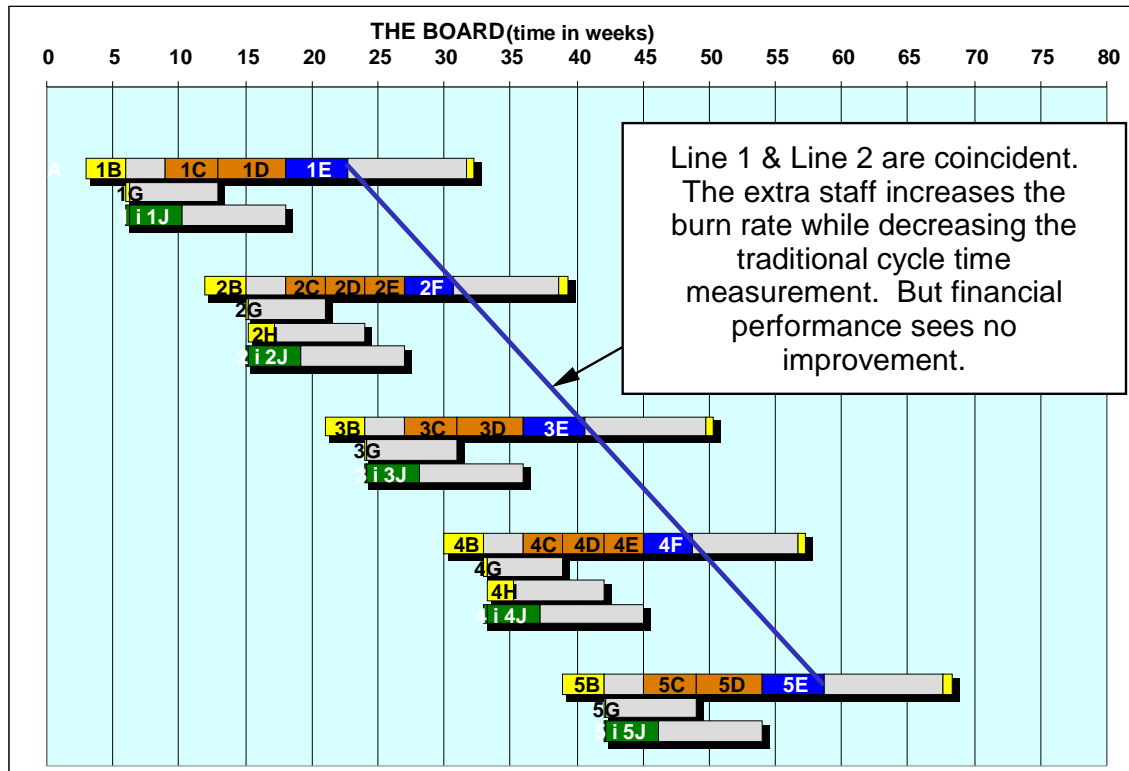 THE BOARD(time in weeks)
0 5 10 15 20 25 30 35 40 45 50 55 60 65 70 75 80
Line 1 & Line 2 are coincident.
The extra staff increases the
burn rate while decreasing the
traditional cycle time
measurement. But financial
performance sees no
improvement.
A 1B 1C 1D 1E
1G
i 1J
2B 2C 2D 2E 2F
2G
2H
2 i 2J
3B 3C 3D 3E
3G
3 i 3J
4B 4C 4D 4E 4F
4G
4H
4 i 4J
5B 5C 5D 5E
5G
5 i 5J